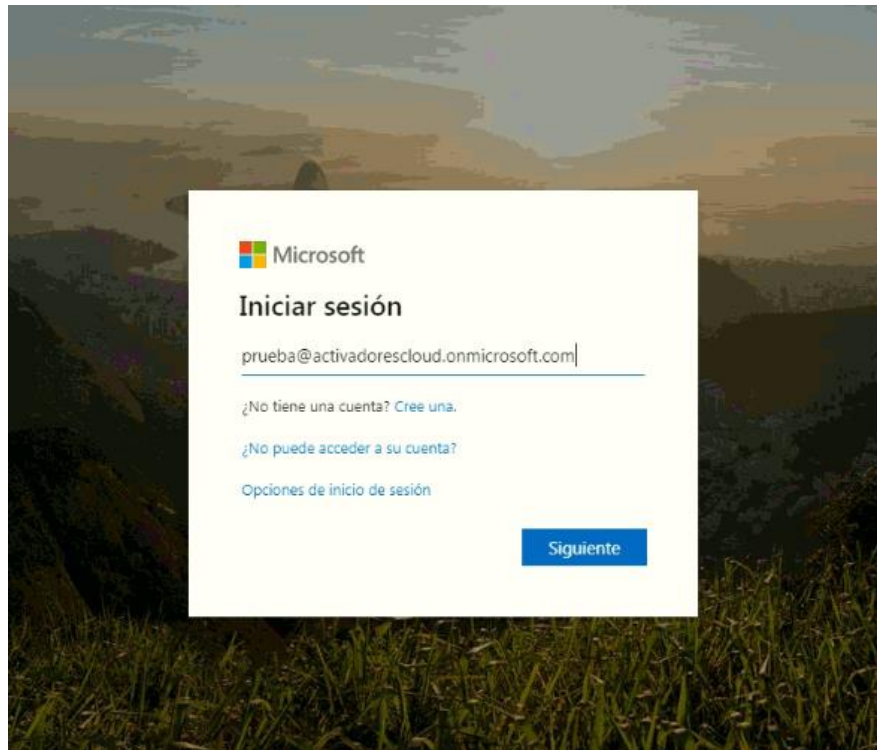 Microsoft
Iniciar sesión
prueba@activadorescloud.onmicrosoft.com
¿No tiene una cuenta? Cree una.
¿No puede acceder a su cuenta?
Opciones de inicio de sesión
Siguiente